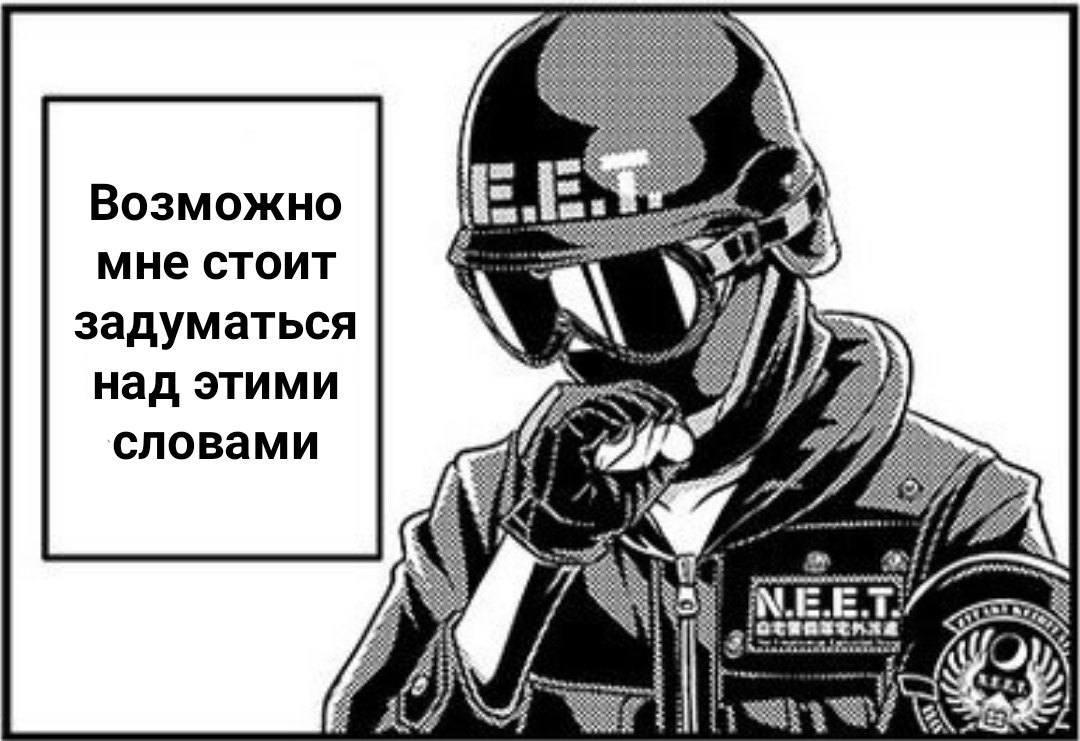 Возможно
мне стоит
задуматься
над этими
словами
E.E.T.
N.E.E.T.